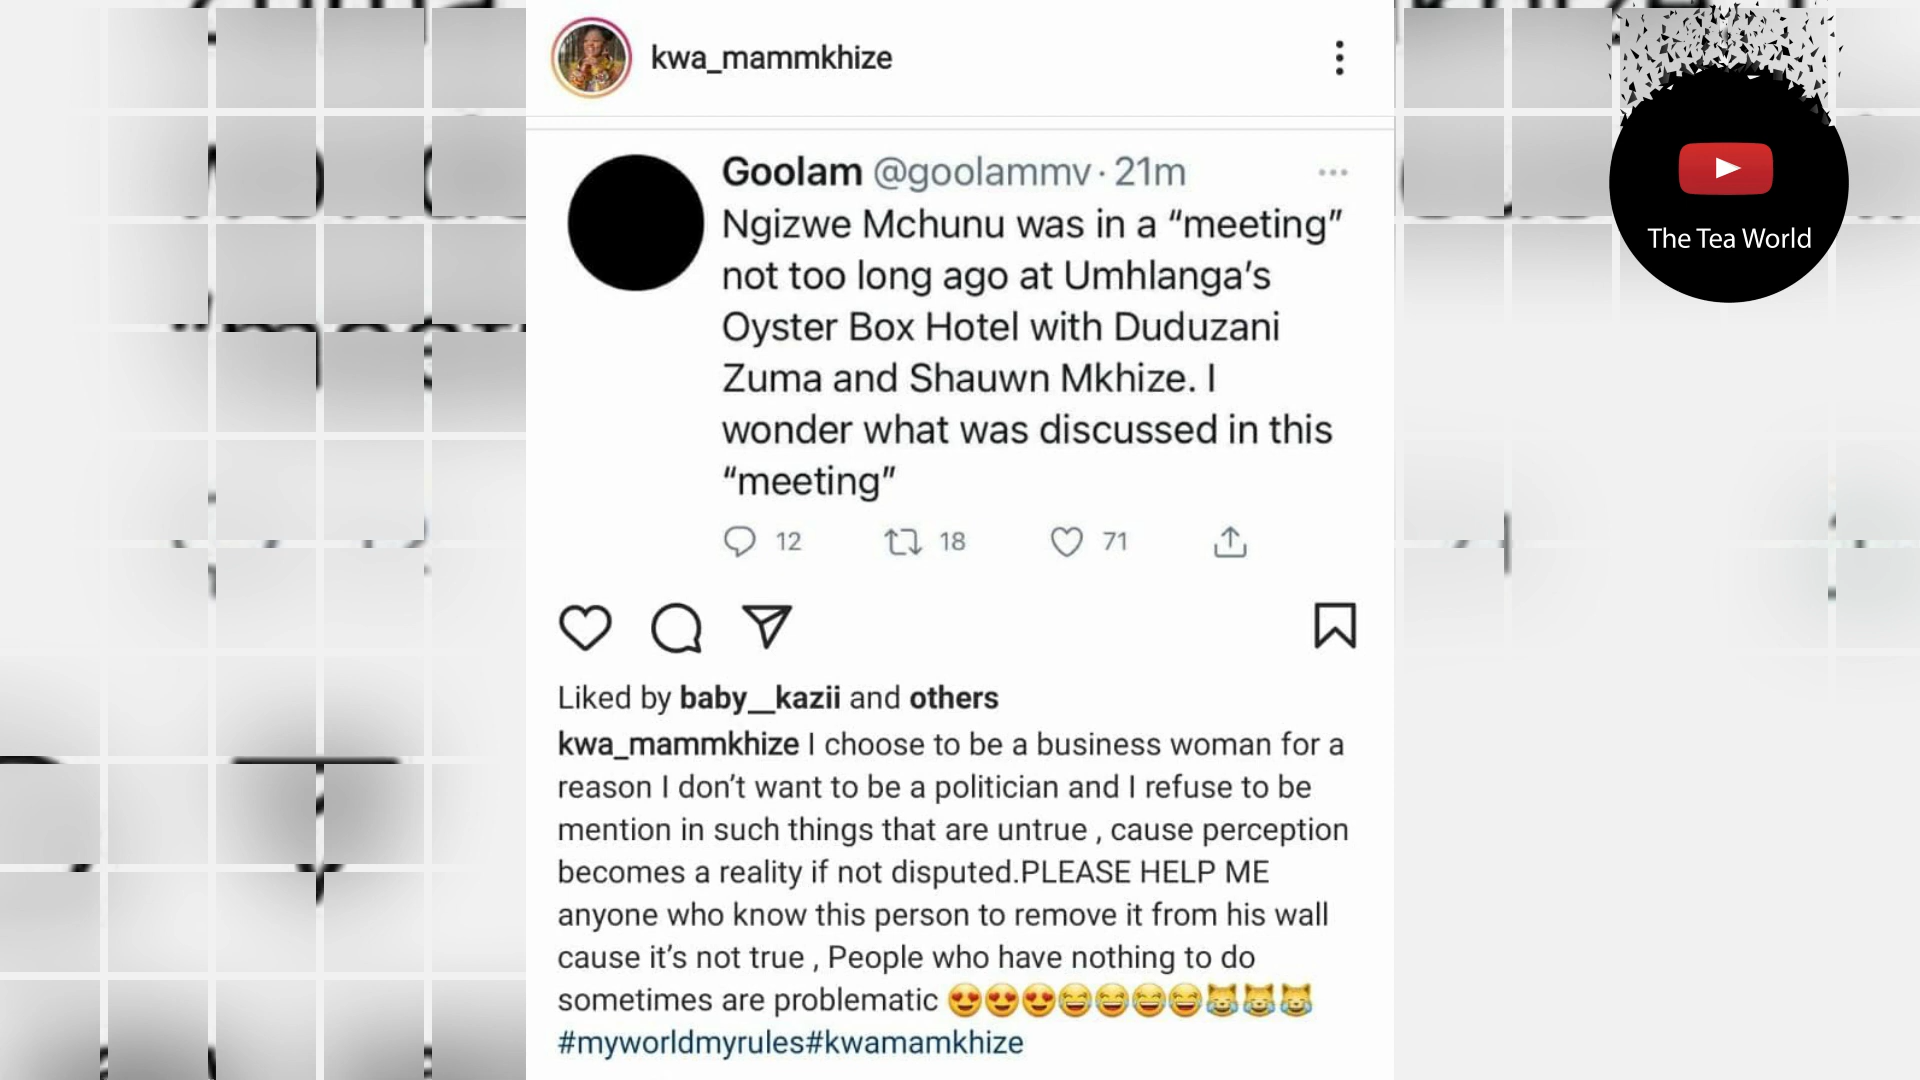 kwa_mammkhize
The Tea World
Goolam @goolammv · 21m
Ngizwe Mchunu was in a “meeting”
not too long ago at Umhlanga’s
Oyster Box Hotel with Duduzani
Zuma and Shauwn Mkhize. I
wonder what was discussed in this
“meeting”
12 18 71
Liked by baby__kazii and others
kwa_mammkhize I choose to be a business woman for a
reason I don’t want to be a politician and I refuse to be
mention in such things that are untrue , cause perception
becomes a reality if not disputed.PLEASE HELP ME
anyone who know this person to remove it from his wall
cause it’s not true , People who have nothing to do
sometimes are problematic 😍😍😍😂😂😂😂😹😹😹
#myworldmyrules#kwamamkhize